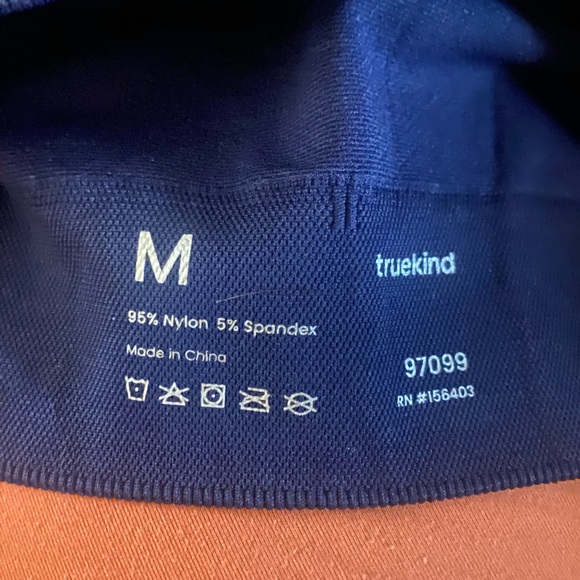 M
truekind
95% Nylon 5% Spandex
Made in China
97099
RN #156403